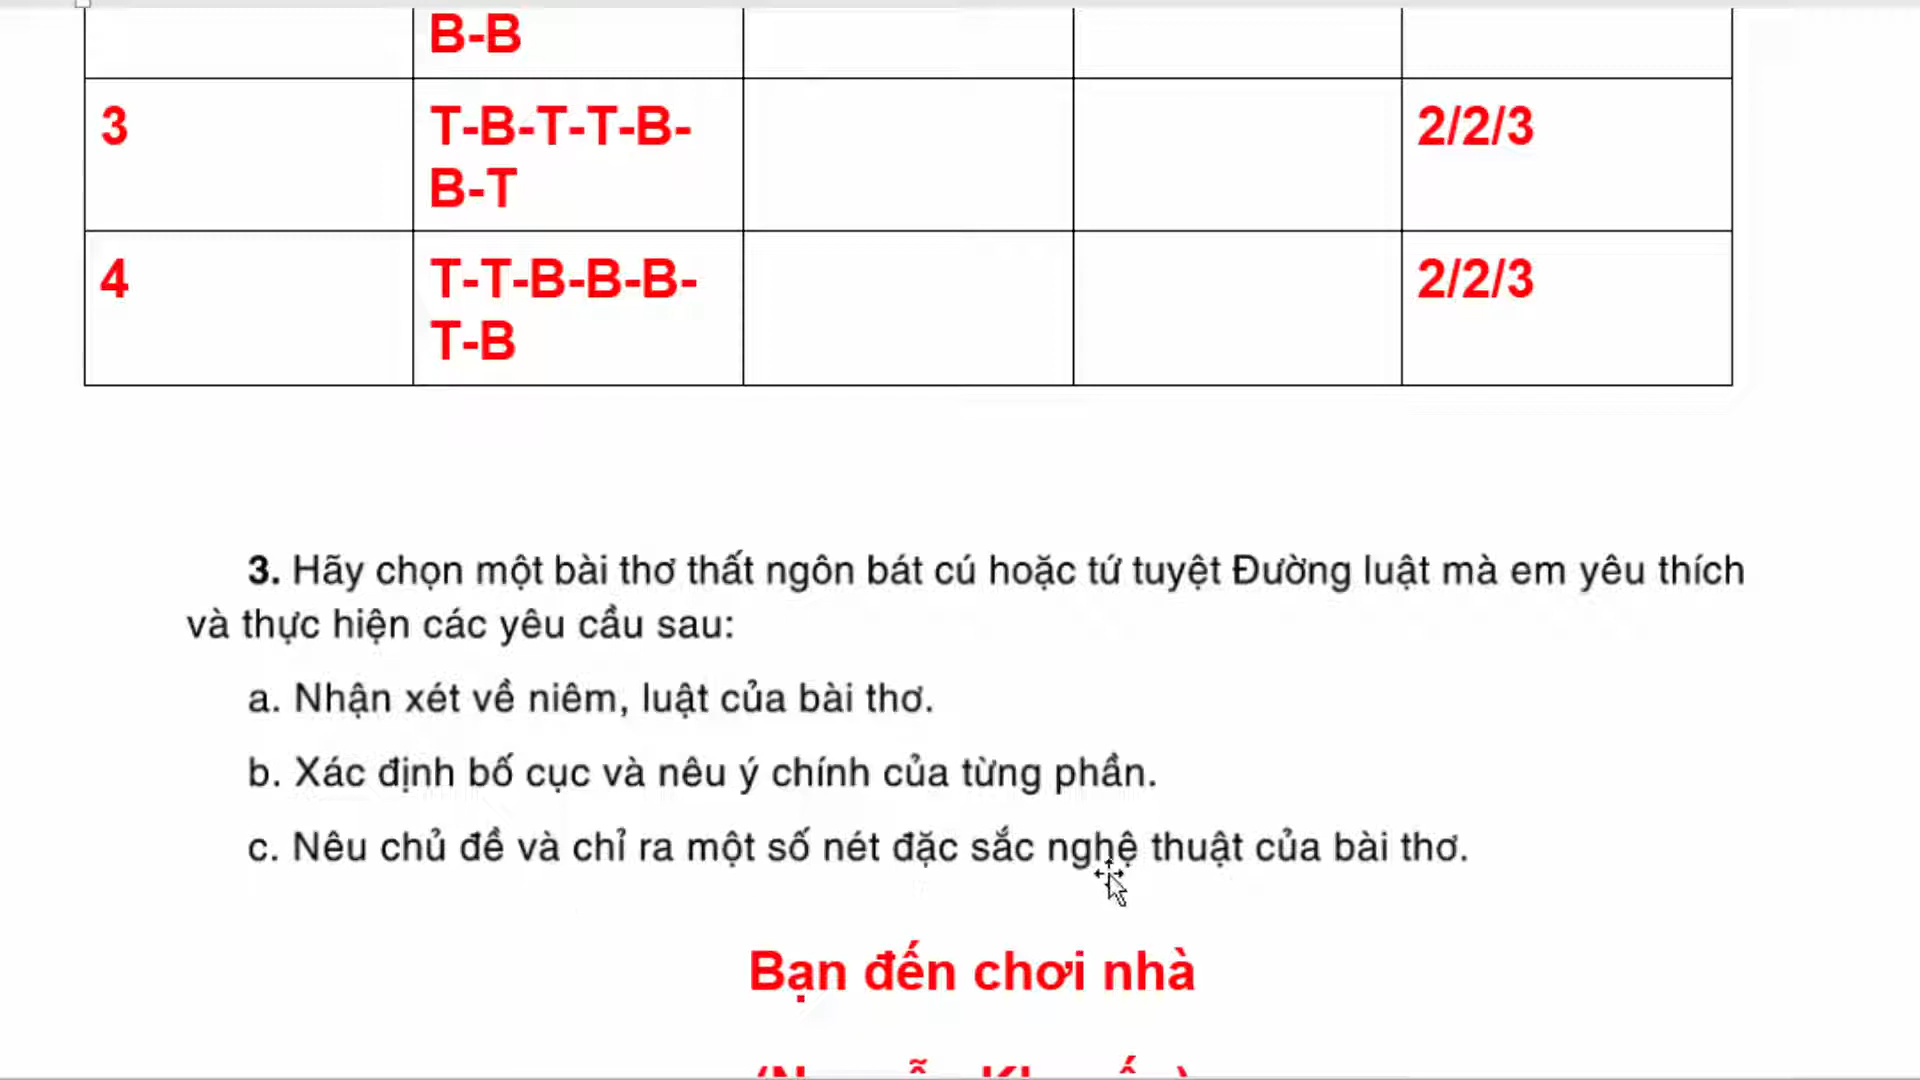 B-B
3 T-B-T-T-B- 2/2/3
B-T
4 T-T-B-B-B- 2/2/3
T-B
3. Hãy chọn một bài thơ thất ngôn bát cú hoặc tứ tuyệt Đường luật mà em yêu thích
và thực hiện các yêu cầu sau:
a. Nhận xét về niêm, luật của bài thơ.
b. Xác định bố cục và nêu ý chính của từng phần.
c. Nêu chủ đề và chỉ ra một số nét đặc sắc nghệ thuật của bài thơ.
Bạn đến chơi nhà